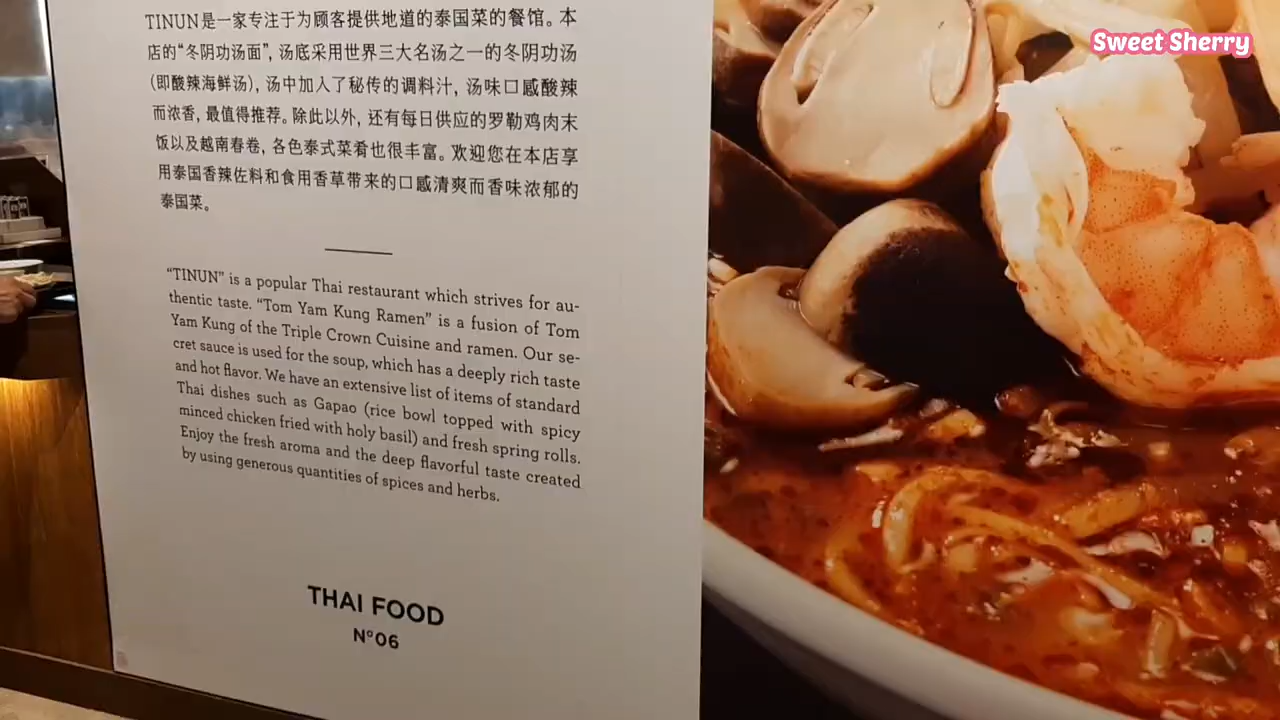 Sweet Sherry
TINUN是一家专注于为顾客提供地道的泰国菜的餐馆。本
店的“冬阴功汤面”，汤底采用世界三大名汤之一的冬阴功汤
(即酸辣海鲜汤)，汤中加入了秘传的调料汁，汤味口感酸辣
而浓香，最值得推荐。除此以外，还有每日供应的罗勒鸡肉末
饭以及越南春卷，各色泰式菜肴也很丰富。欢迎您在本店享
用泰国香辣佐料和食用香草带来的口感清爽而香味浓郁的
泰国菜。
“TINUN” is a popular Thai restaurant which strives for au-
thentic taste. “Tom Yam Kung Ramen” is a fusion of Tom
Yam Kung of the Triple Crown Cuisine and ramen. Our se-
cret sauce is used for the soup, which has a deeply rich taste
and hot flavor. We have an extensive list of items of standard
Thai dishes such as Gapao (rice bowl topped with spicy
minced chicken fried with holy basil) and fresh spring rolls.
Enjoy the fresh aroma and the deep flavorful taste created
by using generous quantities of spices and herbs.
THAI FOOD
N°06